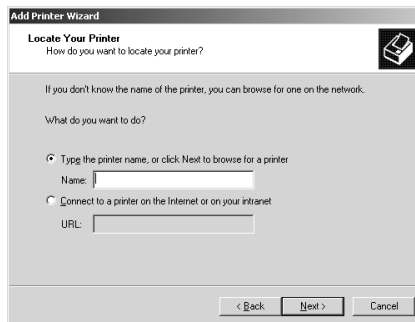 Add Printer Wizard
Locate Your Printer
How do you want to locate your printer?
If you don't know the name of the printer, you can browse for one on the network.
What do you want to do?
Type the printer name, or click Next to browse for a printer
Name:
Connect to a printer on the Internet or on your intranet
URL:
< Back Next > Cancel